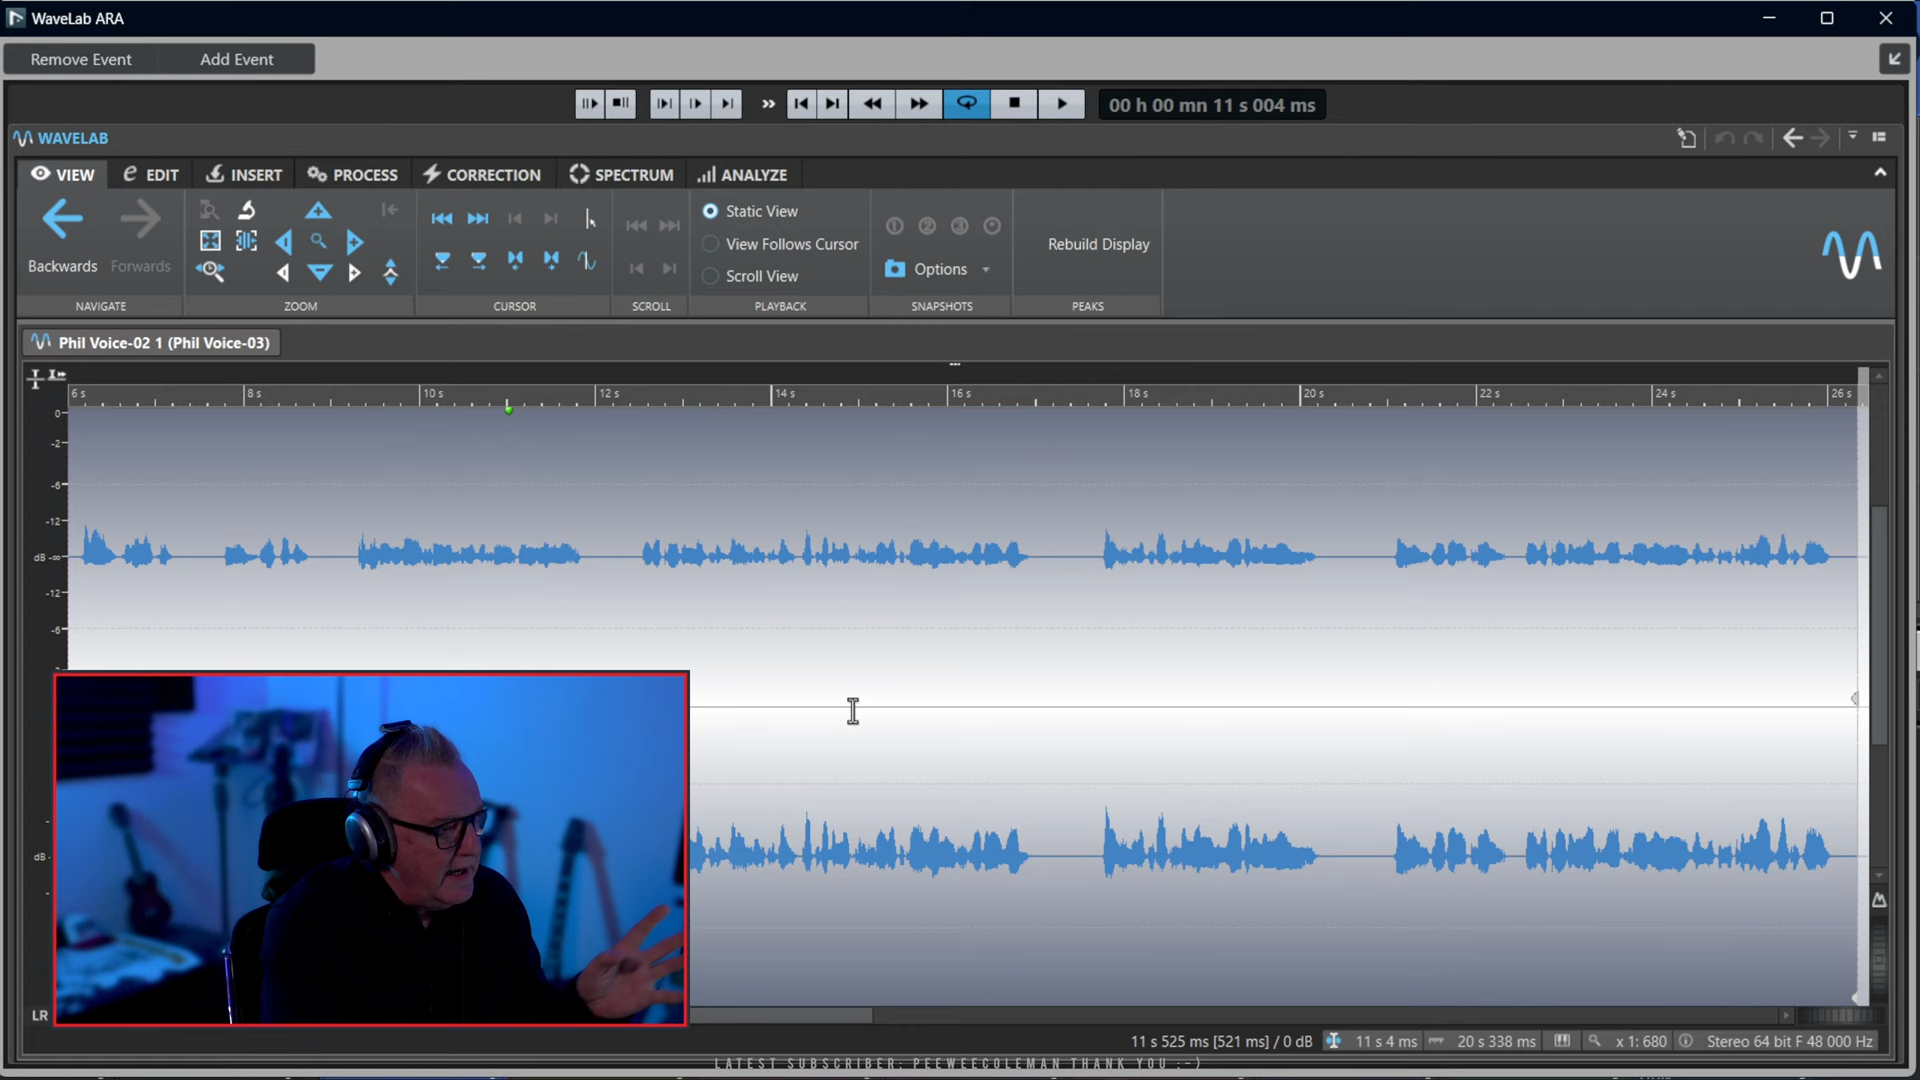 WaveLab ARA
Remove Event Add Event
00 h 00 mn 11 s 004 ms
WAVELAB
VIEW EDIT INSERT PROCESS CORRECTION SPECTRUM ANALYZE
Static View
View Follows Cursor
Scroll View
Backwards Forwards
1 2 3
Options
Rebuild Display
NAVIGATE ZOOM CURSOR SCROLL PLAYBACK SNAPSHOTS PEAKS
Phil Voice-02 1 (Phil Voice-03)
6 s 8 s 10 s 12 s 14 s 16 s 18 s 20 s 22 s 24 s 26 s
0
-2
-6
-12
dB -∞
-12
-6
dB
LR
11 s 525 ms [521 ms] / 0 dB 11 s 4 ms 20 s 338 ms x 1: 680 Stereo 64 bit F 48 000 Hz
LATEST SUBSCRIBER: PEEWEECOLEMAN THANK YOU :-)